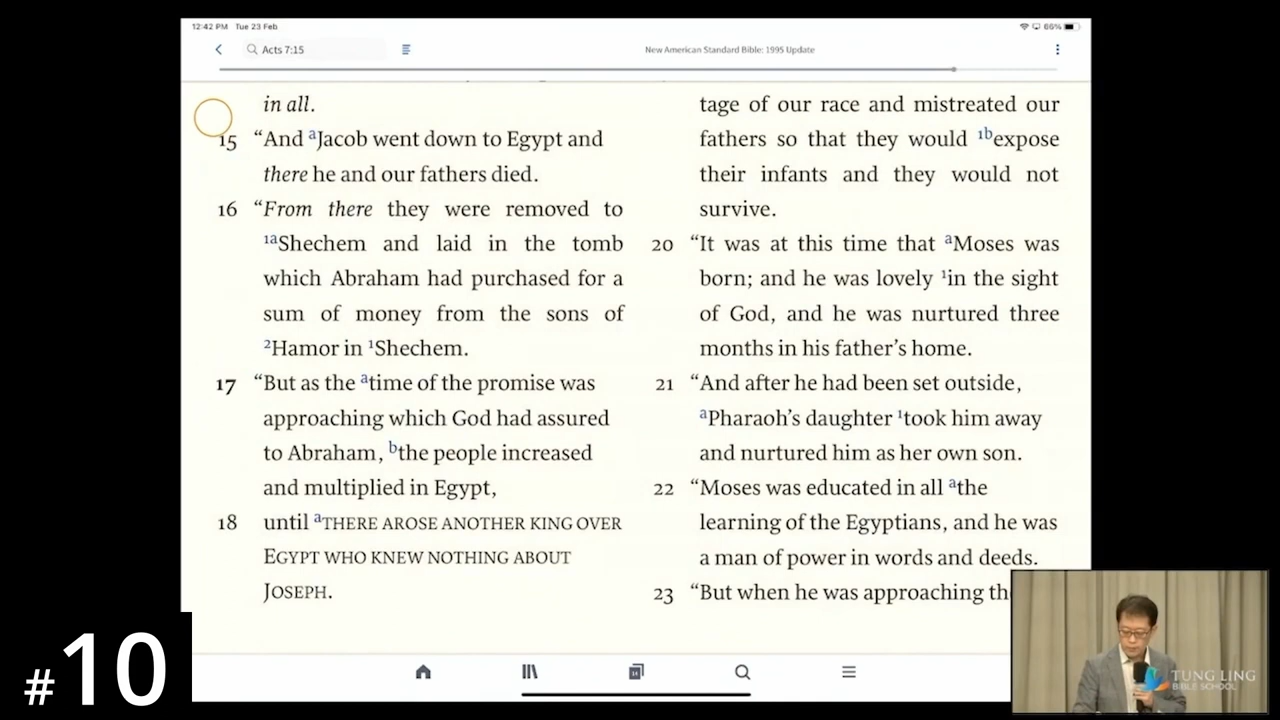 12:42 PM Tue 23 Feb
66%
Acts 7:15
New American Standard Bible: 1995 Update
in all.
15 “And aJacob went down to Egypt and
there he and our fathers died.
16 “From there they were removed to
1aShechem and laid in the tomb
which Abraham had purchased for a
sum of money from the sons of
2Hamor in 1Shechem.
17 “But as the atime of the promise was
approaching which God had assured
to Abraham, bthe people increased
and multiplied in Egypt,
18 until aTHERE AROSE ANOTHER KING OVER
EGYPT WHO KNEW NOTHING ABOUT
JOSEPH.
tage of our race and mistreated our
fathers so that they would 1bexpose
their infants and they would not
survive.
20 “It was at this time that aMoses was
born; and he was lovely 1in the sight
of God, and he was nurtured three
months in his father’s home.
21 “And after he had been set outside,
aPharaoh’s daughter 1took him away
and nurtured him as her own son.
22 “Moses was educated in all athe
learning of the Egyptians, and he was
a man of power in words and deeds.
23 “But when he was approaching th
#10
TUNG LING
BIBLE SCHOOL